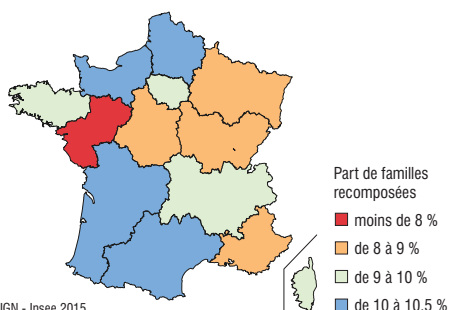 Part de familles
recomposées
moins de 8 %
de 8 à 9 %
de 9 à 10 %
de 10 à 10,5 %
IGN - Insee 2015